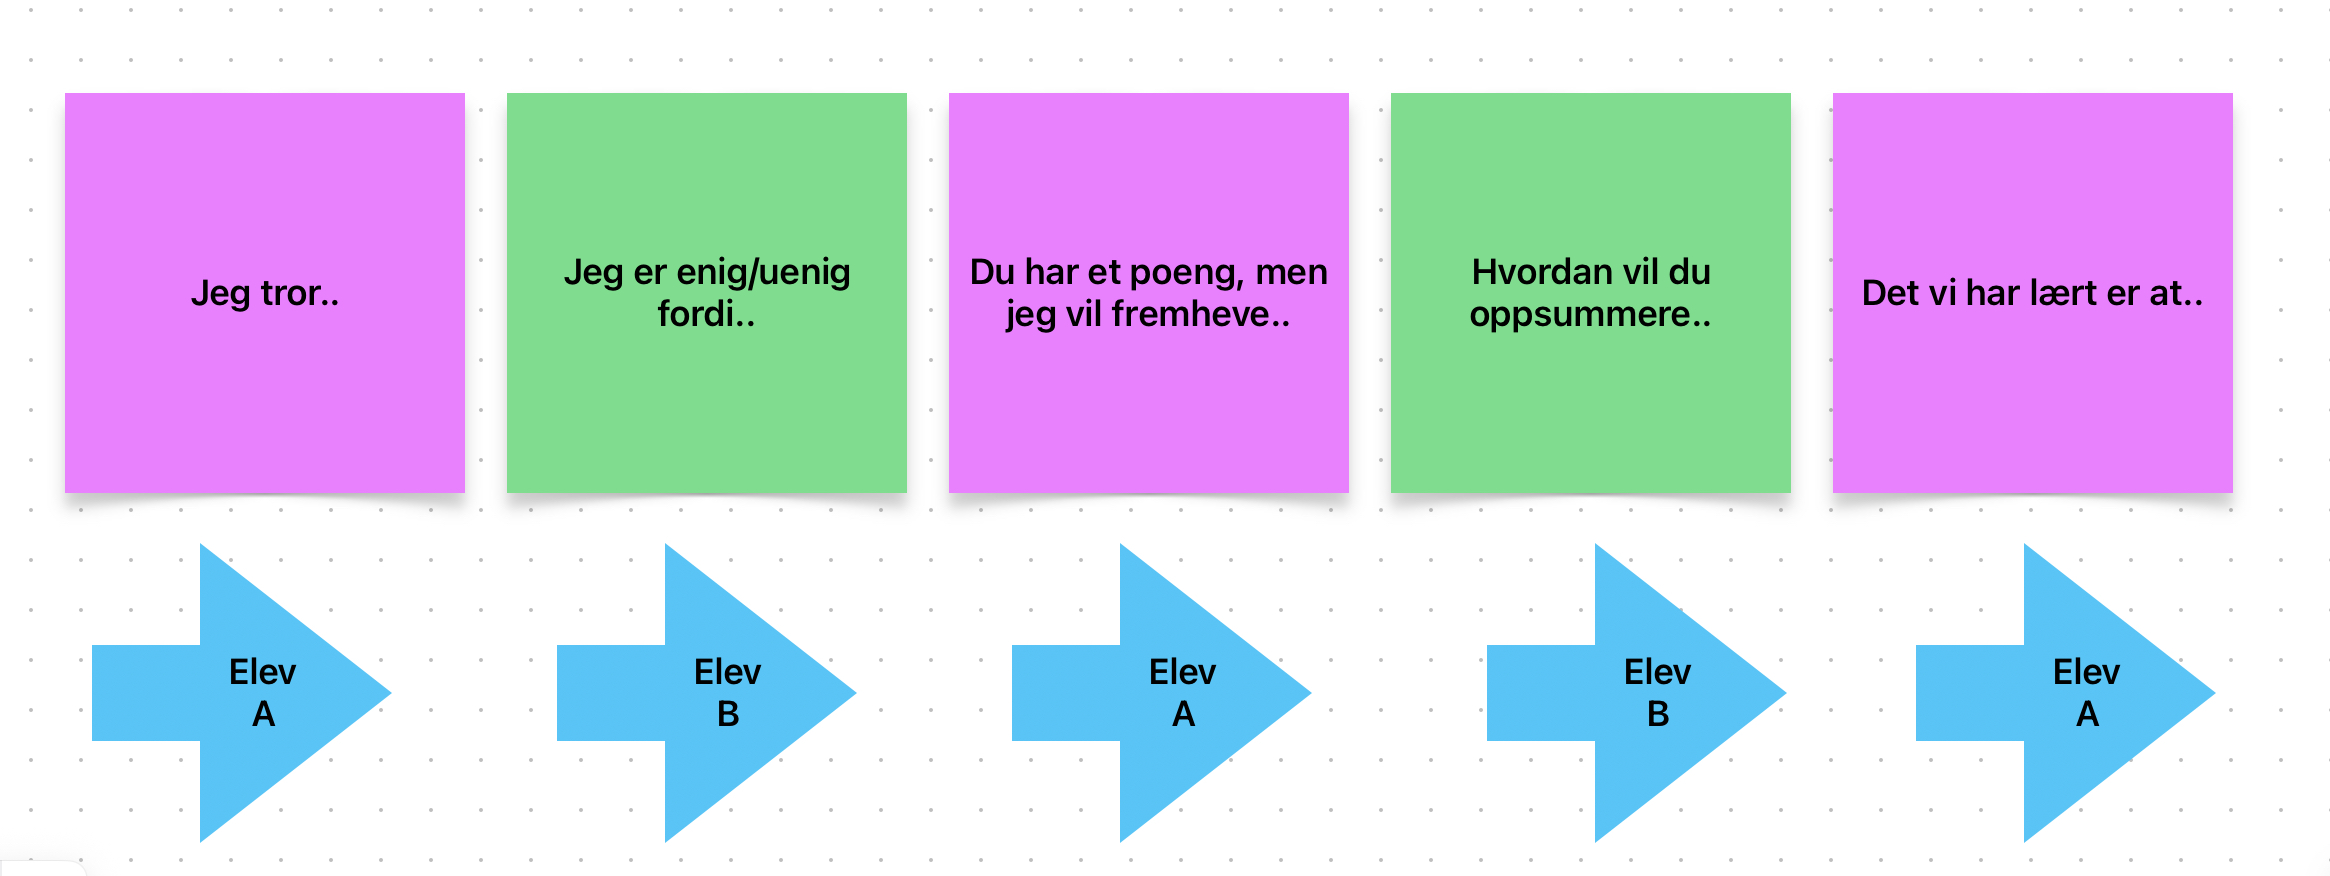 Jeg tror..
Jeg er enig/uenig
fordi..
Du har et poeng, men
jeg vil fremheve..
Hvordan vil du
oppsummere..
Det vi har lært er at..
Elev
A
Elev
B
Elev
A
Elev
B
Elev
A